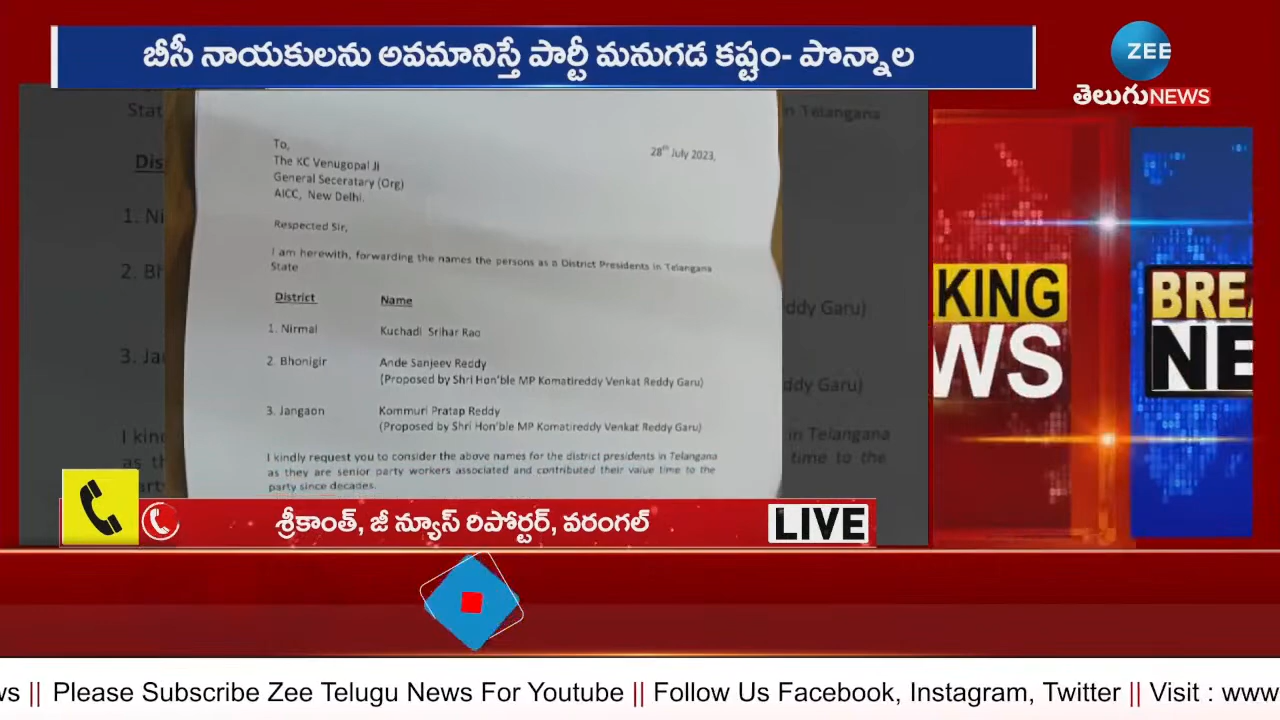 బీసీ నాయకులను అవమానిస్తే పార్టీ మనుగడ కష్టం- పొన్నాల
ZEE
తెలుగు NEWS
To,
28th July 2023,
The KC Venugopal Ji
General Seceratary (Org)
AICC, New Delhi.
Respected Sir,
I am herewith, forwarding the names the persons as a District Presidents in Telangana
State
District Name
1. Nirmal Kuchadi Srihar Rao
2. Bhonigir Ande Sanjeev Reddy
(Proposed by Shri Hon'ble MP Komatireddy Venkat Reddy Garu)
3. Jangaon Kommuri Pratap Reddy
(Proposed by Shri Hon'ble MP Komatireddy Venkat Reddy Garu)
I kindly request you to consider the above names for the district presidents in Telangana
as they are senior party workers associated and contributed their value time to the
party since decades.
KING
WS
BREA
NE
శ్రీకాంత్, జీ న్యూస్ రిపోర్టర్, వరంగల్
LIVE
ws || Please Subscribe Zee Telugu News For Youtube || Follow Us Facebook, Instagram, Twitter || Visit : www.